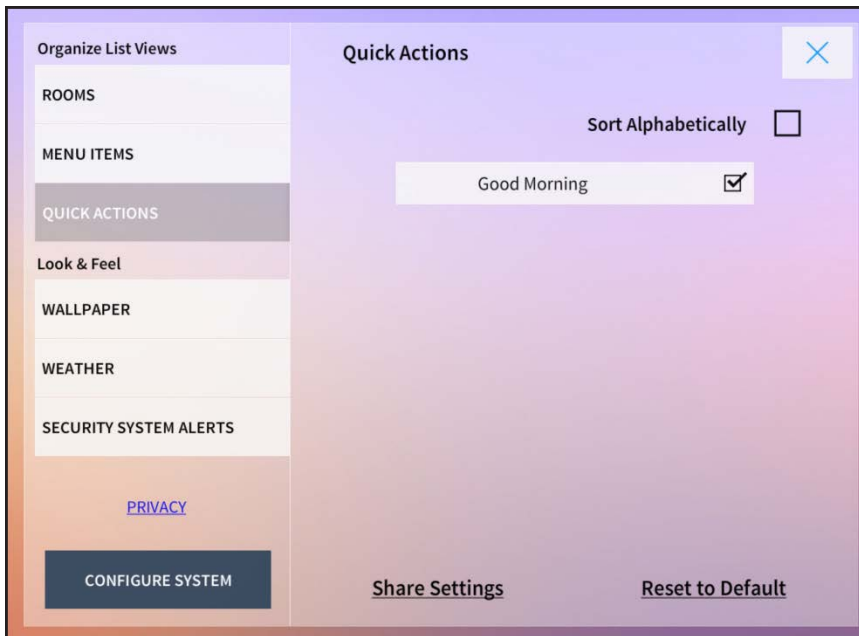 Organize List Views
ROOMS
MENU ITEMS
QUICK ACTIONS
Look & Feel
WALLPAPER
WEATHER
SECURITY SYSTEM ALERTS
PRIVACY
CONFIGURE SYSTEM
Quick Actions
Sort Alphabetically
Good Morning
Share Settings
Reset to Default